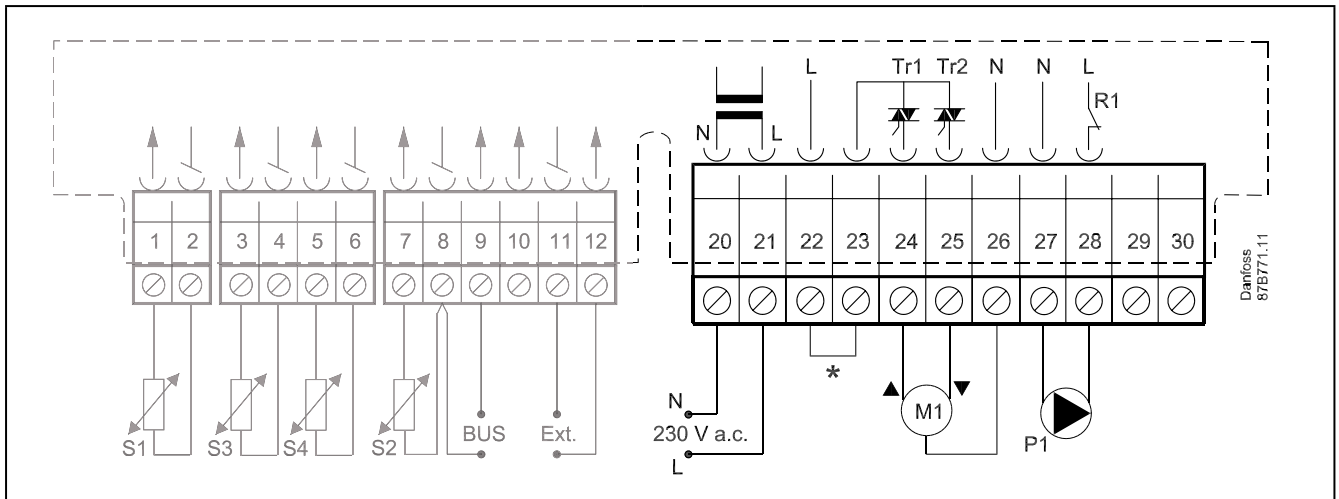 L Tr1 Tr2 N N L
R1
N L
1 2 3 4 5 6 7 8 9 10 11 12
20 21 22 23 24 25 26 27 28 29 30
Danfoss
87B771.11
*
N
M1
S1 S3 S4 S2 BUS Ext. 230 V a.c. P1
L